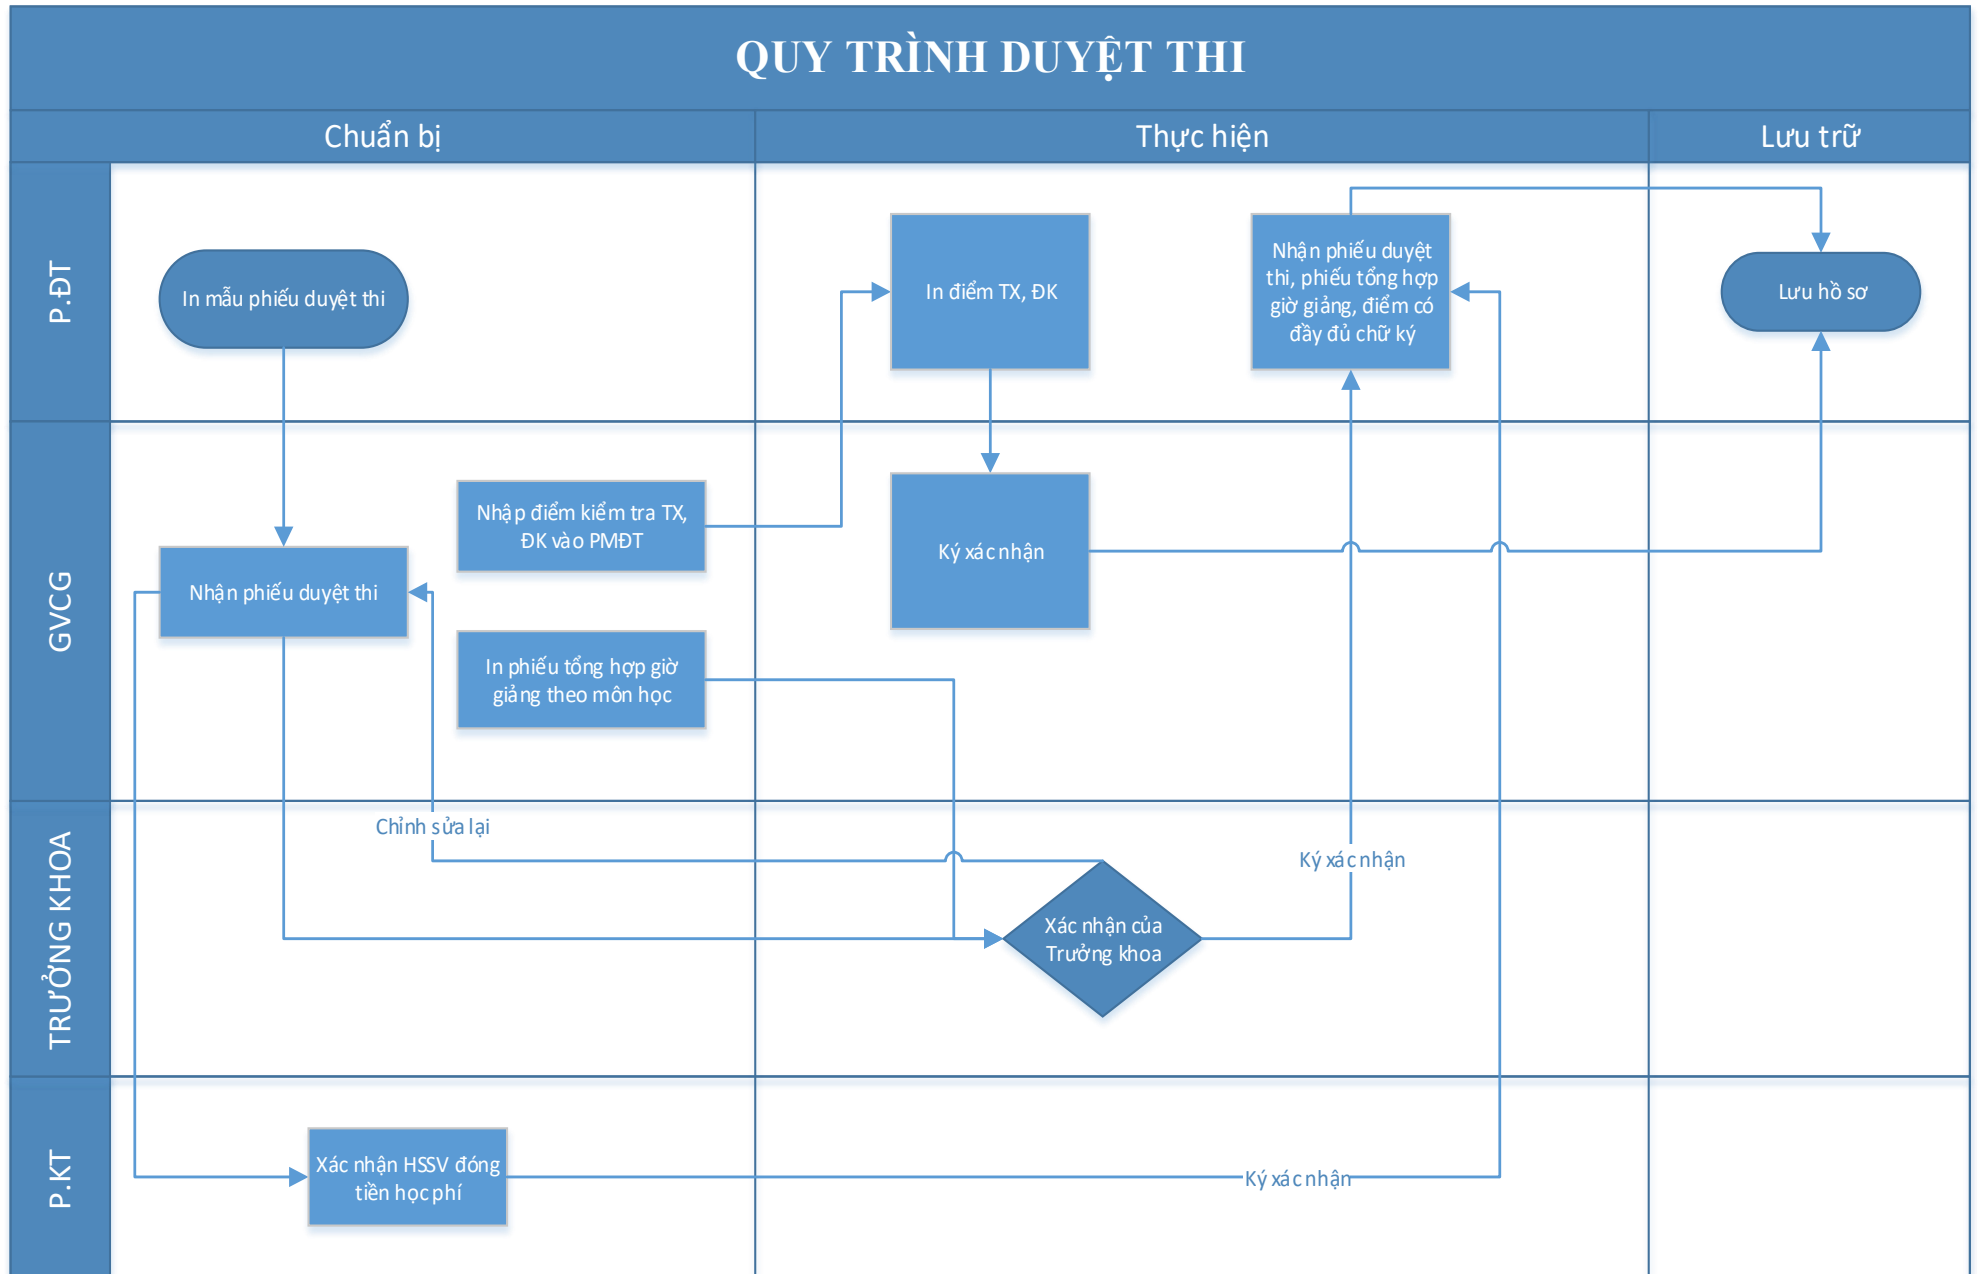 QUY TRÌNH DUYỆT THI
Chuẩn bị
Thực hiện
Lưu trữ
P.ĐT
In mẫu phiếu duyệt thi
In điểm TX, ĐK
Nhận phiếu duyệt
thi, phiếu tổng hợp
giờ giảng, điểm có
đầy đủ chữ ký
Lưu hồ sơ
GVCG
Nhận phiếu duyệt thi
Nhập điểm kiểm tra TX,
ĐK vào PMĐT
In phiếu tổng hợp giờ
giảng theo môn học
Ký xác nhận
TRƯỞNG KHOA
Chỉnh sửa lại
Xác nhận của
Trưởng khoa
Ký xác nhận
P.KT
Xác nhận HSSV đóng
tiền học phí
Ký xác nhận